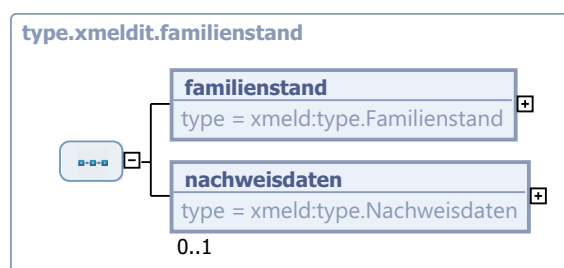 type.xmeldit.familienstand
familienstand
type = xmeld:type.Familienstand
nachweisdaten
type = xmeld:type.Nachweisdaten
0..1